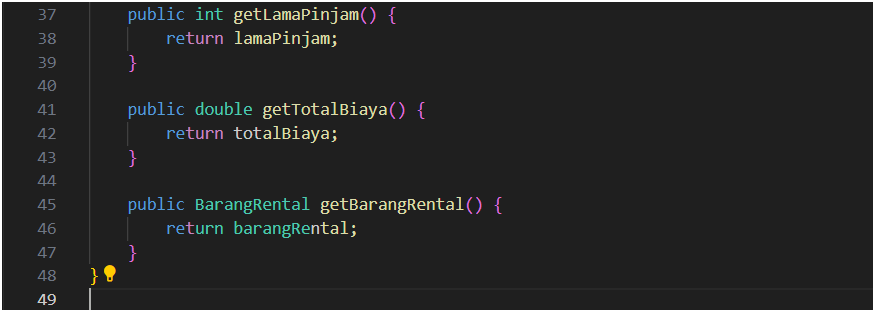 37 public int getLamaPinjam() {
38 return lamaPinjam;
39 }
40
41 public double getTotalBiaya() {
42 return totalBiaya;
43 }
44
45 public BarangRental getBarangRental() {
46 return barangRental;
47 }
48 }
49